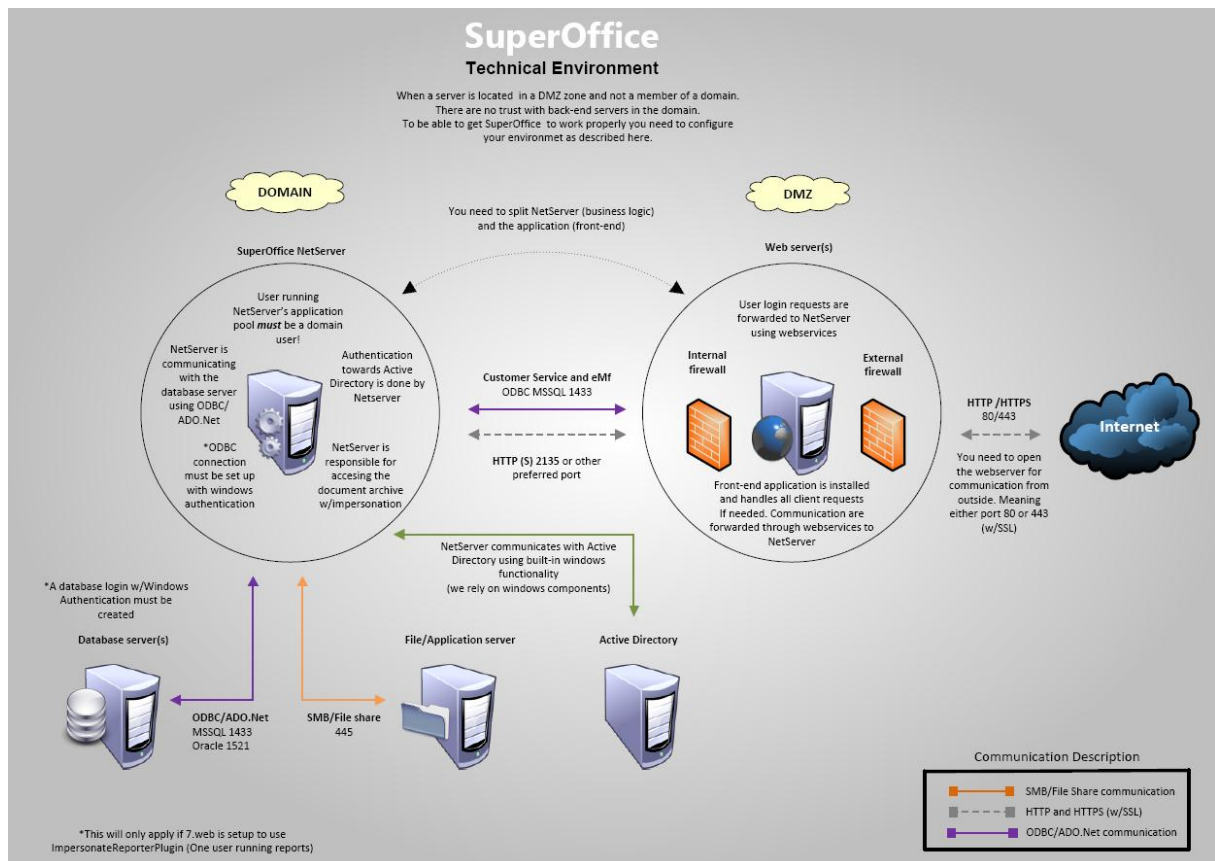 SuperOffice
Technical Environment
When a server is located in a DMZ zone and not a member of a domain.
There are no trust with back-end servers in the domain.
To be able to get SuperOffice to work properly you need to configure
your environmet as described here.
DOMAIN
DMZ
You need to split NetServer (business logic)
and the application (front-end)
SuperOffice NetServer
Web server(s)
User running
NetServer's application
pool must be a domain
user!
NetServer is
communicating
with the
database server
using ODBC/
ADO.Net
Authentication
towards Active
Directory is done by
Netserver
*ODBC
connection
must be set up
with windows
authentication
NetServer is
responsible for
accesing the
document archive
w/impersonation
Customer Service and eMf
ODBC MSSQL 1433
HTTP (S) 2135 or other
preferred port
User login requests are
forwarded to NetServer
using webservices
Internal
firewall
External
firewall
Front-end application is installed
and handles all client requests
If needed. Communication are
forwarded through webservices to
NetServer
HTTP /HTTPS
80/443
You need to open
the webserver for
communication from
outside. Meaning
either port 80 or 443
(w/SSL)
Internet
NetServer communicates with Active
Directory using built-in windows
functionality
(we rely on windows components)
*A database login w/Windows
Authentication must be
created
Database server(s)
File/Application server
Active Directory
ODBC/ADO.Net
MSSQL 1433
Oracle 1521
SMB/File share
445
Communication Description
SMB/File Share communication
HTTP and HTTPS (w/SSL)
ODBC/ADO.Net communication
*This will only apply if 7.web is setup to use
ImpersonateReporterPlugin (One user running reports)